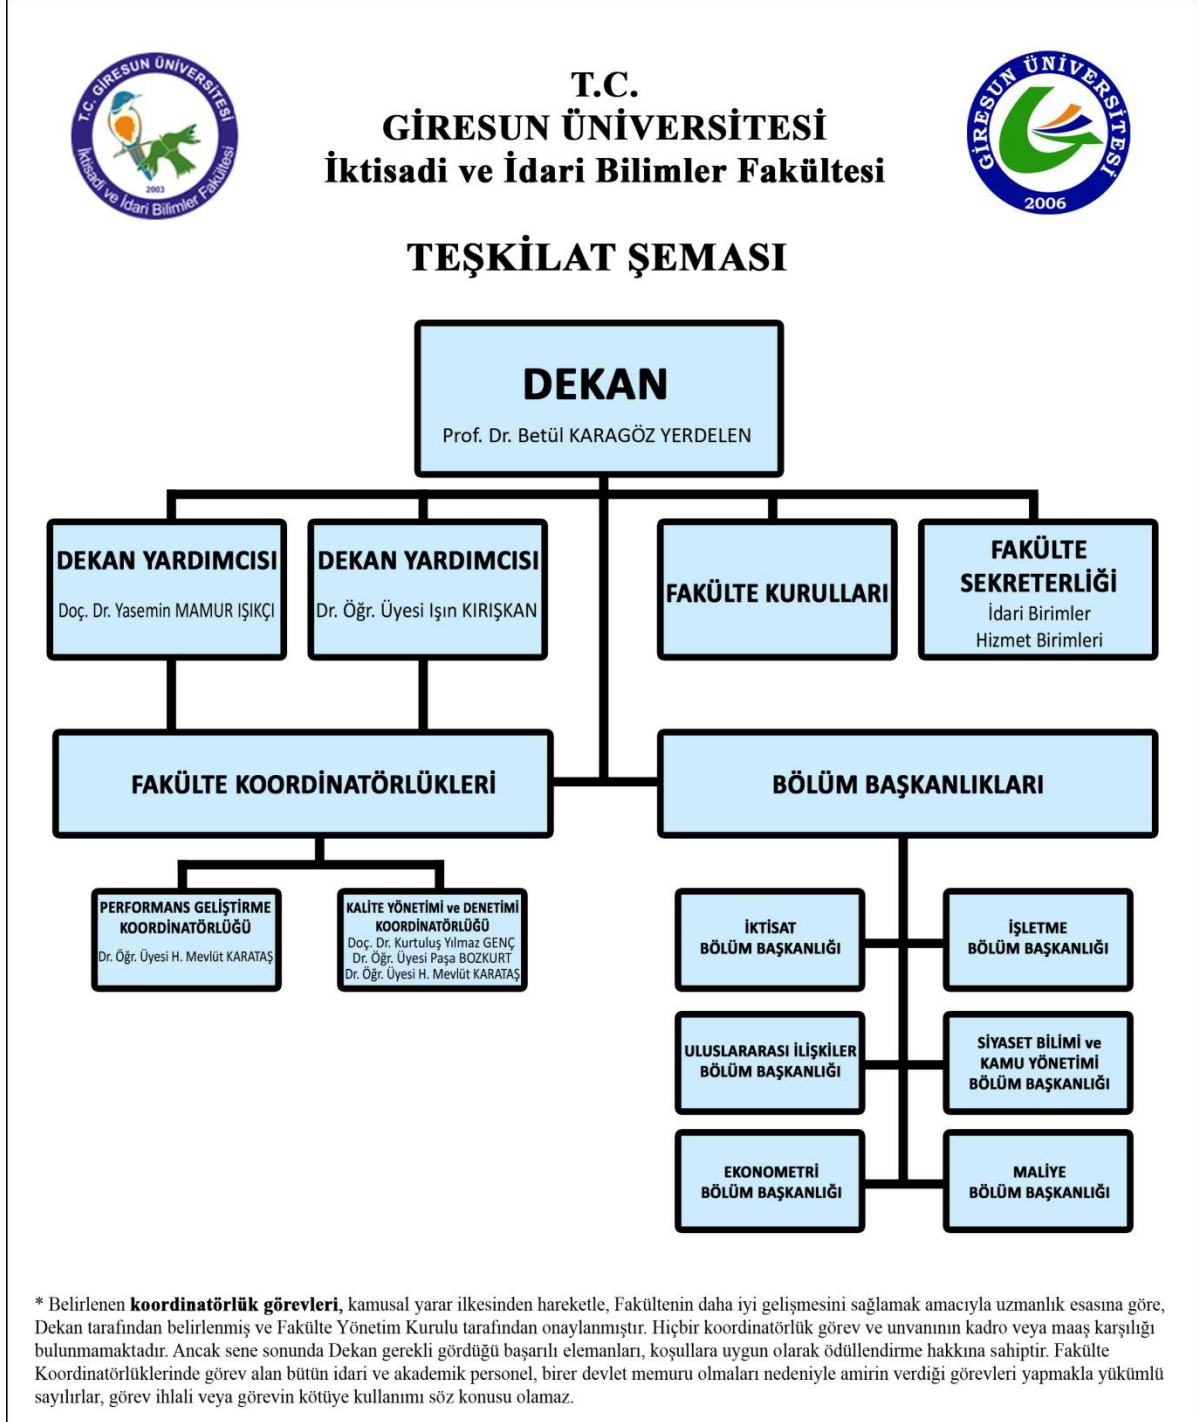 T.C. GİRESUN ÜNİVERSİTESİ
İktisadi ve İdari Bilimler Fakültesi
2003
T.C.
GİRESUN ÜNİVERSİTESİ
İktisadi ve İdari Bilimler Fakültesi
GİRESUN ÜNİVERSİTESİ
2006
TEŞKİLAT ŞEMASI
DEKAN
Prof. Dr. Betül KARAGÖZ YERDELEN
DEKAN YARDIMCISI
Doç. Dr. Yasemin MAMUR IŞIKÇI
DEKAN YARDIMCISI
Dr. Öğr. Üyesi Işın KIRIŞKAN
FAKÜLTE KURULLARI
FAKÜLTE
SEKRETERLİĞİ
İdari Birimler
Hizmet Birimleri
FAKÜLTE KOORDİNATÖRLÜKLERİ
BÖLÜM BAŞKANLIKLARI
PERFORMANS GELİŞTİRME
KOORDİNATÖRLÜĞÜ
Dr. Öğr. Üyesi H. Mevlüt KARATAŞ
KALİTE YÖNETİMİ ve DENETİMİ
KOORDİNATÖRLÜĞÜ
Doç. Dr. Kurtuluş Yılmaz GENÇ
Dr. Öğr. Üyesi Paşa BOZKURT
Dr. Öğr. Üyesi H. Mevlüt KARATAŞ
İKTİSAT
BÖLÜM BAŞKANLIĞI
İŞLETME
BÖLÜM BAŞKANLIĞI
ULUSLARARASI İLİŞKİLER
BÖLÜM BAŞKANLIĞI
SİYASET BİLİMİ ve
KAMU YÖNETİMİ
BÖLÜM BAŞKANLIĞI
EKONOMETRİ
BÖLÜM BAŞKANLIĞI
MALİYE
BÖLÜM BAŞKANLIĞI
* Belirlenen koordinatörlük görevleri, kamusal yarar ilkesinden hareketle, Fakültenin daha iyi gelişmesini sağlamak amacıyla uzmanlık esasına göre,
Dekan tarafından belirlenmiş ve Fakülte Yönetim Kurulu tarafından onaylanmıştır. Hiçbir koordinatörlük görev ve unvanının kadro veya maaş karşılığı
bulunmamaktadır. Ancak sene sonunda Dekan gerekli gördüğü başarılı elemanları, koşullara uygun olarak ödüllendirme hakkına sahiptir. Fakülte
Koordinatörlüklerinde görev alan bütün idari ve akademik personel, birer devlet memuru olmaları nedeniyle amirin verdiği görevleri yapmakla yükümlü
sayılırlar, görev ihlali veya görevin kötüye kullanımı söz konusu olamaz.